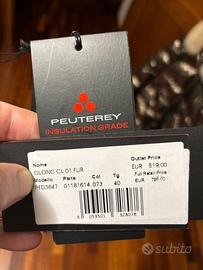 PEUTEREY
INSULATION GRADE
Nome
GLONG CL 01 FUR
Outlet Price
EUR 519,00
Modello Parte Col Tg
Full Retail Price
PED3647 01181614 073 40
EUR
subito